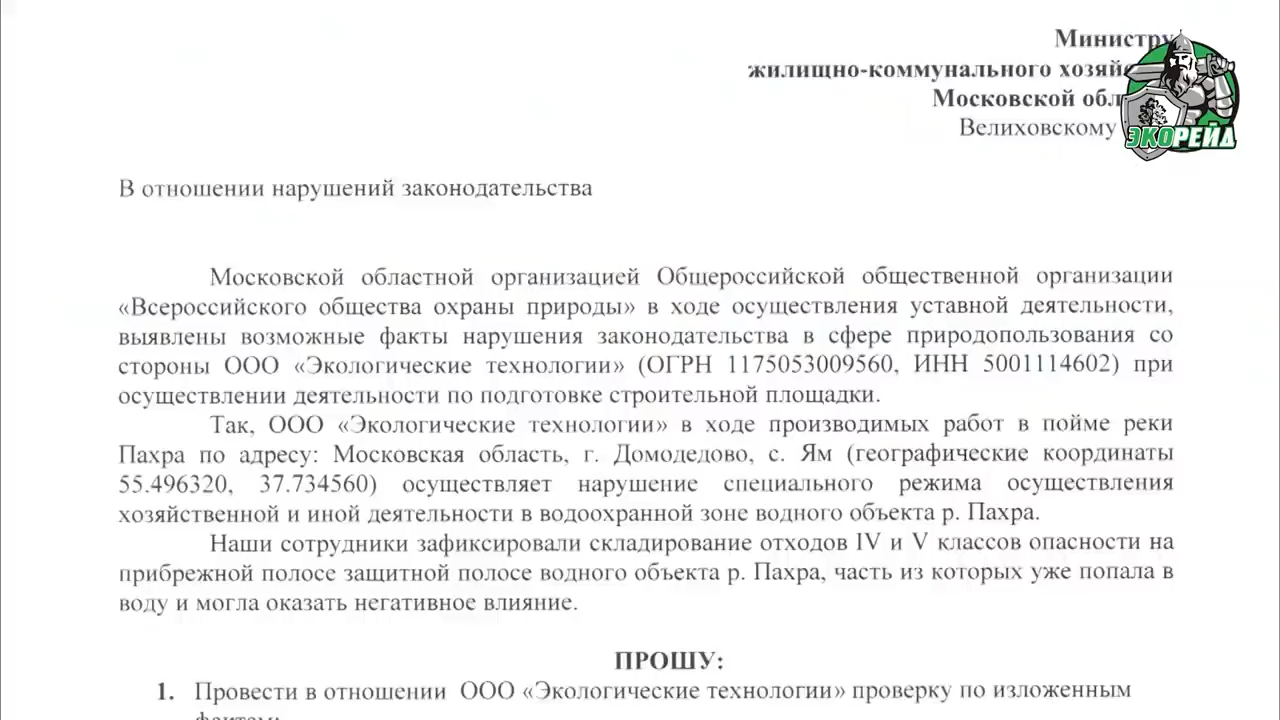 Министру
жилищно-коммунального
Московской
Велиховскому
ЭКОРЕЙД
В отношении нарушений законодательства
Московской областной организацией Общероссийской общественной организации
«Всероссийского общества охраны природы» в ходе осуществления уставной деятельности,
выявлены возможные факты нарушения законодательства в сфере природопользования со
стороны ООО «Экологические технологии» (ОГРН 1175053009560, ИНН 5001114602) при
осуществлении деятельности по подготовке строительной площадки.
Так, ООО «Экологические технологии» в ходе производимых работ в пойме реки
Пахра по адресу: Московская область, г. Домодедово, с. Ям (географические координаты
55.496320, 37.734560) осуществляет нарушение специального режима осуществления
хозяйственной и иной деятельности в водоохранной зоне водного объекта р. Пахра.
Наши сотрудники зафиксировали складирование отходов IV и V классов опасности на
прибрежной полосе защитной полосе водного объекта р. Пахра, часть из которых уже попала в
воду и могла оказать негативное влияние.
ПРОШУ:
1. Провести в отношении ООО «Экологические технологии» проверку по изложенным